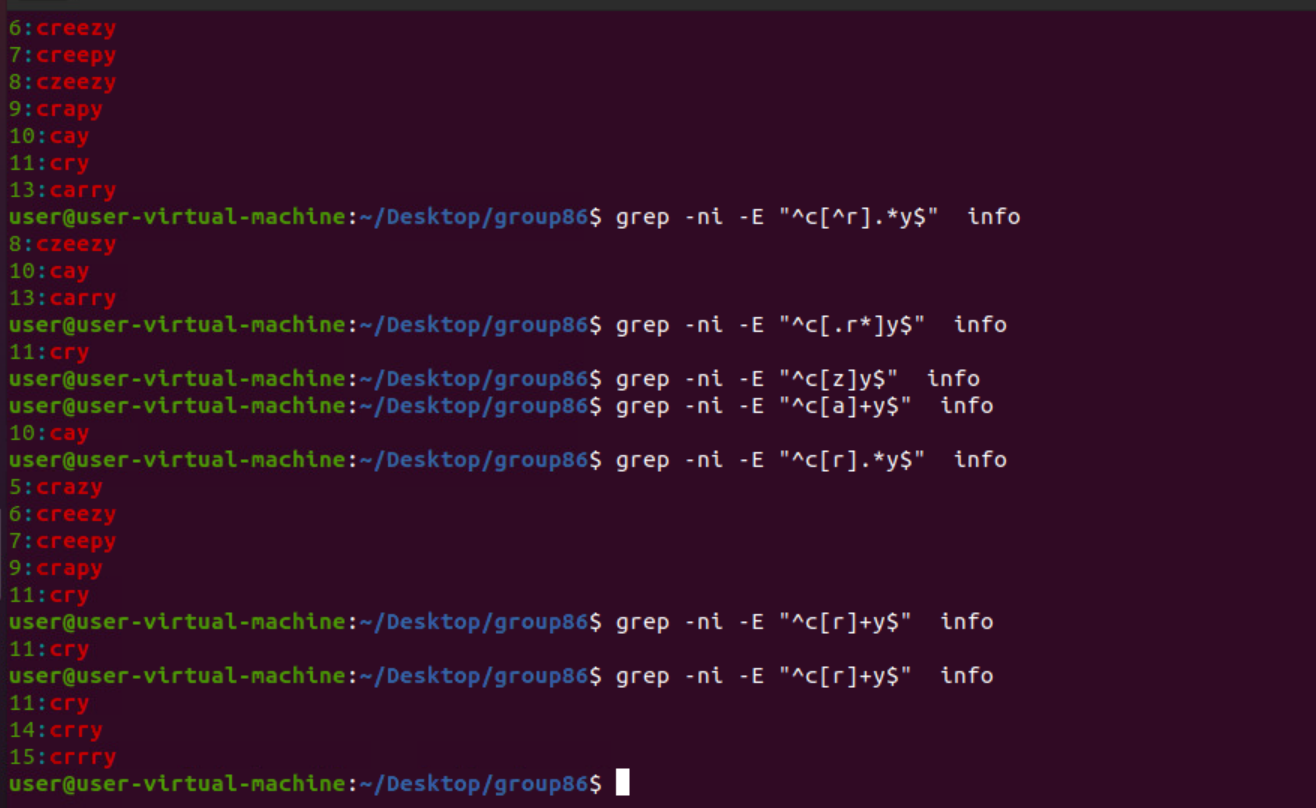 6:creezy
7:creepy
8:czeezy
9:crapy
10:cay
11:cry
13:carry
user@user-virtual-machine:~/Desktop/group86$ grep -ni -E "^c[^r].*y$"  info
8:czeezy
10:cay
13:carry
user@user-virtual-machine:~/Desktop/group86$ grep -ni -E "^c[.r*]y$"  info
11:cry
user@user-virtual-machine:~/Desktop/group86$ grep -ni -E "^c[z]y$"  info
user@user-virtual-machine:~/Desktop/group86$ grep -ni -E "^c[a]+y$"  info
10:cay
user@user-virtual-machine:~/Desktop/group86$ grep -ni -E "^c[r].*y$"  info
5:crazy
6:creezy
7:creepy
9:crapy
11:cry
user@user-virtual-machine:~/Desktop/group86$ grep -ni -E "^c[r]+y$"  info
11:cry
user@user-virtual-machine:~/Desktop/group86$ grep -ni -E "^c[r]+y$"  info
11:cry
14:crry
15:crrry
user@user-virtual-machine:~/Desktop/group86$